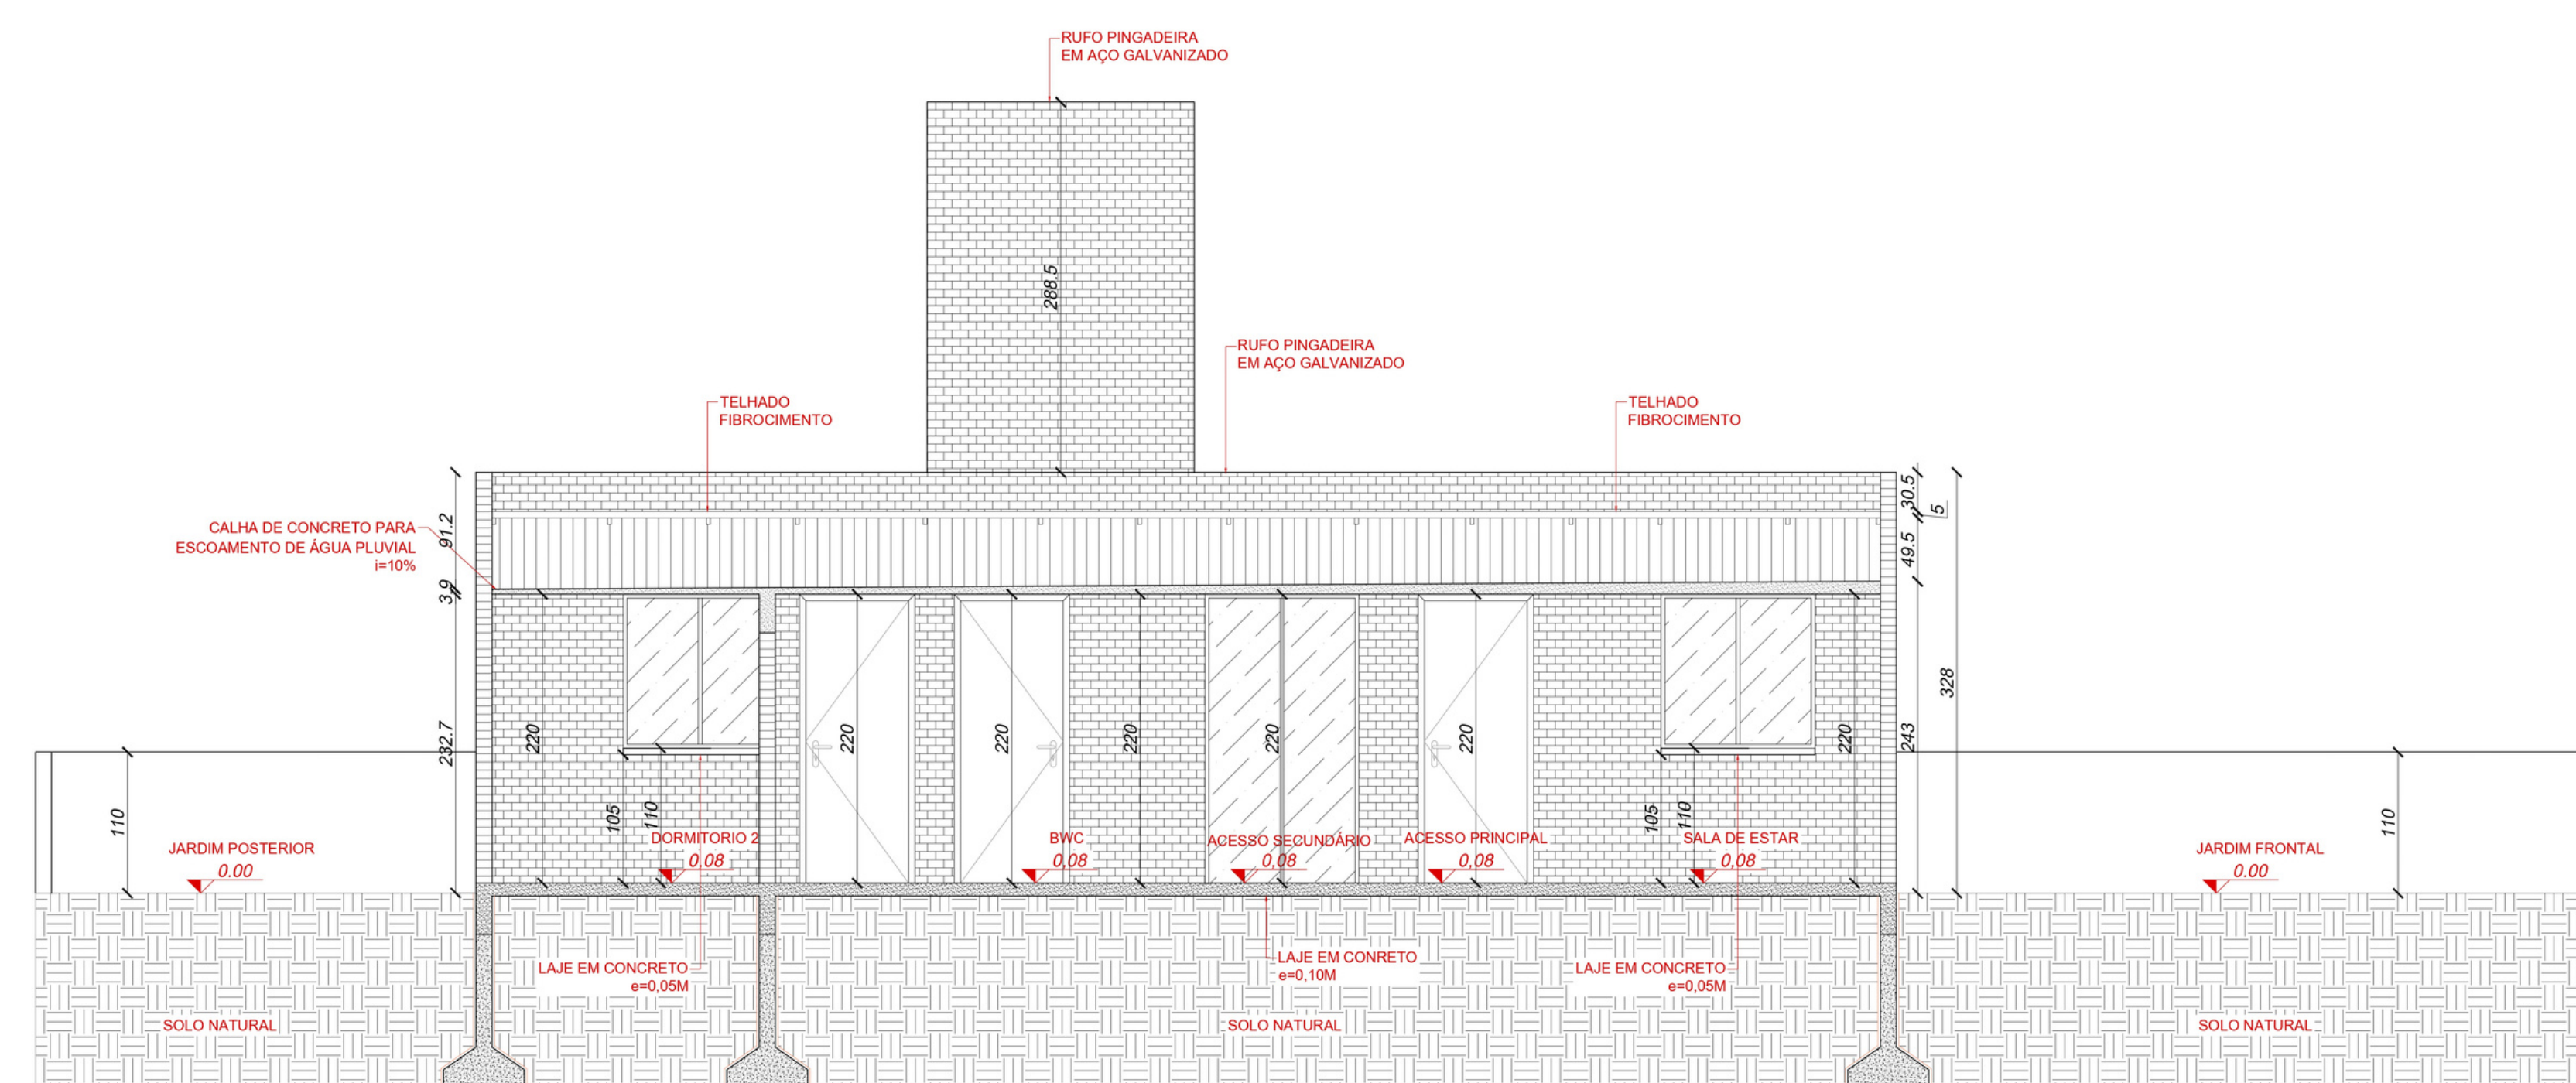 RUFO PINGADEIRA
EM AÇO GALVANIZADO
288.5
RUFO PINGADEIRA
EM AÇO GALVANIZADO
TELHADO
FIBROCIMENTO
TELHADO
FIBROCIMENTO
CALHA DE CONCRETO PARA
ESCOAMENTO DE ÁGUA PLUVIAL
i=10%
91.2
3.9
232.7
30.5
5
49.5
328
243
220
220
220
220
220
220
220
105
110
105
110
110
110
JARDIM POSTERIOR
0.00
DORMITORIO 2
0,08
BWC
0,08
ACESSO SECUNDÁRIO
0,08
ACESSO PRINCIPAL
0,08
SALA DE ESTAR
0,08
JARDIM FRONTAL
0.00
LAJE EM CONCRETO
e=0,05M
LAJE EM CONRETO
e=0,10M
LAJE EM CONCRETO
e=0,05M
SOLO NATURAL
SOLO NATURAL
SOLO NATURAL